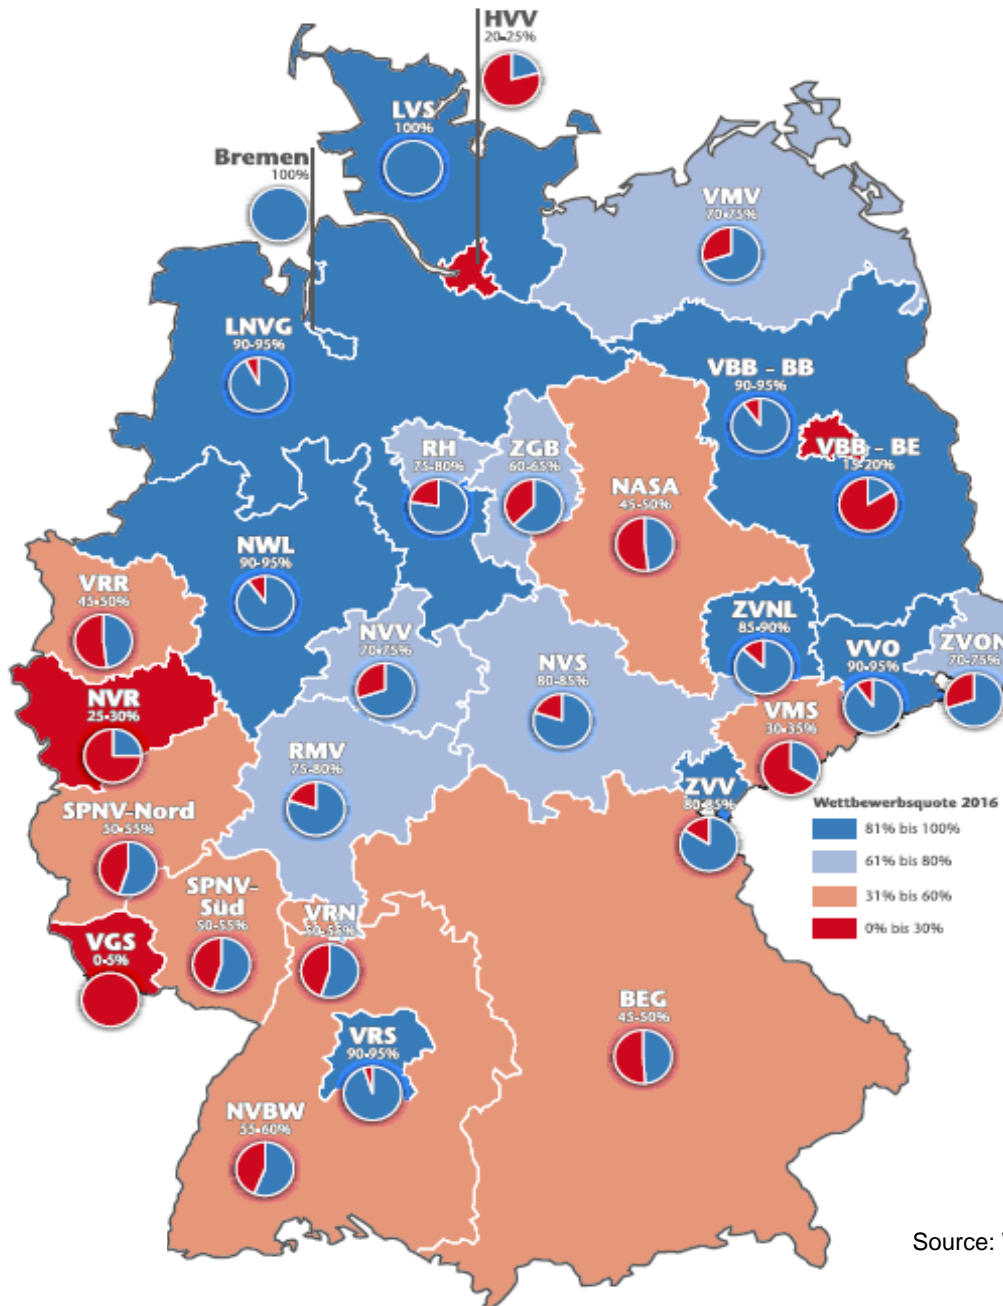 HVV
20-25%
LVS
100%
Bremen
100%
VMV
70-75%
LNVG
90-95%
VBB - BB
90-95%
RH
75-80%
ZGB
60-65%
VBB - BE
15-20%
NASA
45-50%
NWL
90-95%
VRR
45-50%
ZVNL
85-90%
NVV
70-75%
NVS
80-85%
VVO
90-95%
ZVON
70-75%
NVR
25-30%
VMS
30-35%
RMV
75-80%
ZVV
80-85%
SPNV-Nord
50-55%
Wettbewerbsquote 2016
81% bis 100%
61% bis 80%
31% bis 60%
0% bis 30%
SPNV-
Süd
50-55%
VRN
50-55%
VGS
0-5%
BEG
45-50%
VRS
90-95%
NVBW
55-60%
Source: